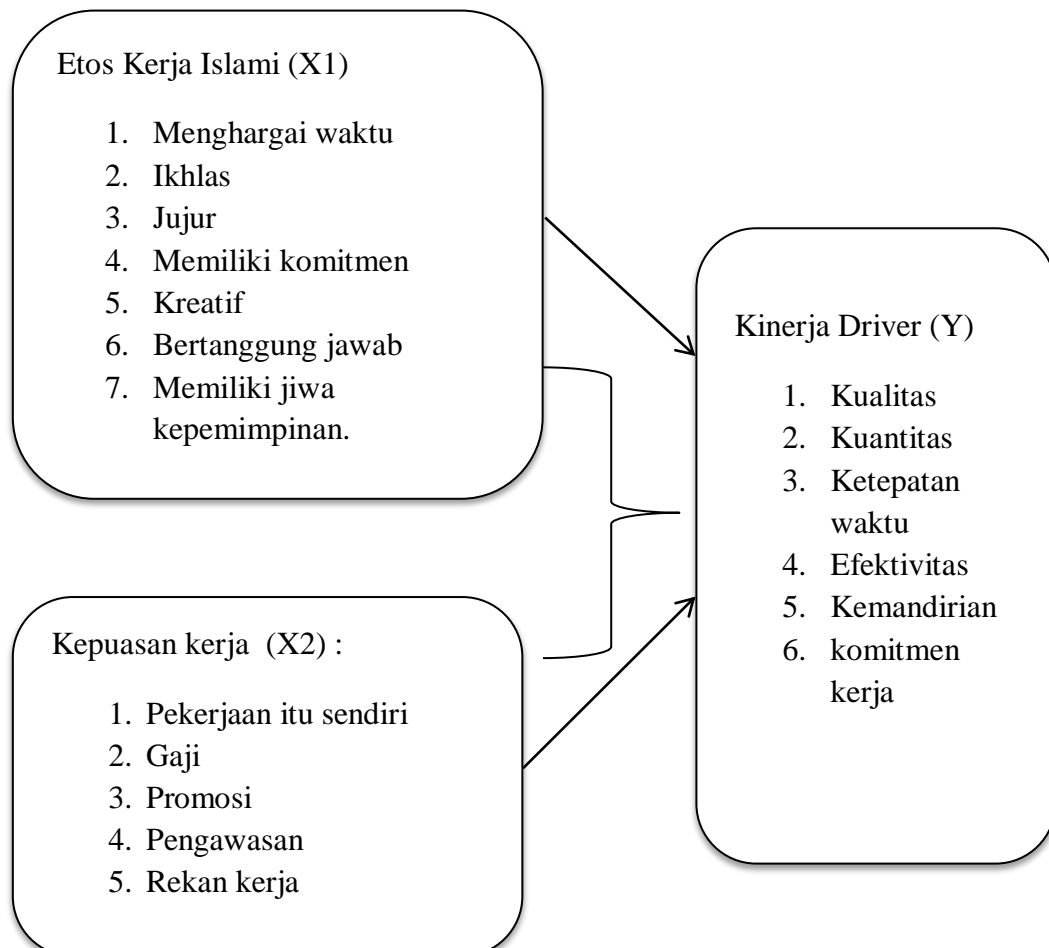 Etos Kerja Islami (X1)
1. Menghargai waktu
2. Ikhlas
3. Jujur
4. Memiliki komitmen
5. Kreatif
6. Bertanggung jawab
7. Memiliki jiwa
kepemimpinan.
Kepuasan kerja (X2) :
1. Pekerjaan itu sendiri
2. Gaji
3. Promosi
4. Pengawasan
5. Rekan kerja
Kinerja Driver (Y)
1. Kualitas
2. Kuantitas
3. Ketepatan
waktu
4. Efektivitas
5. Kemandirian
6. komitmen
kerja